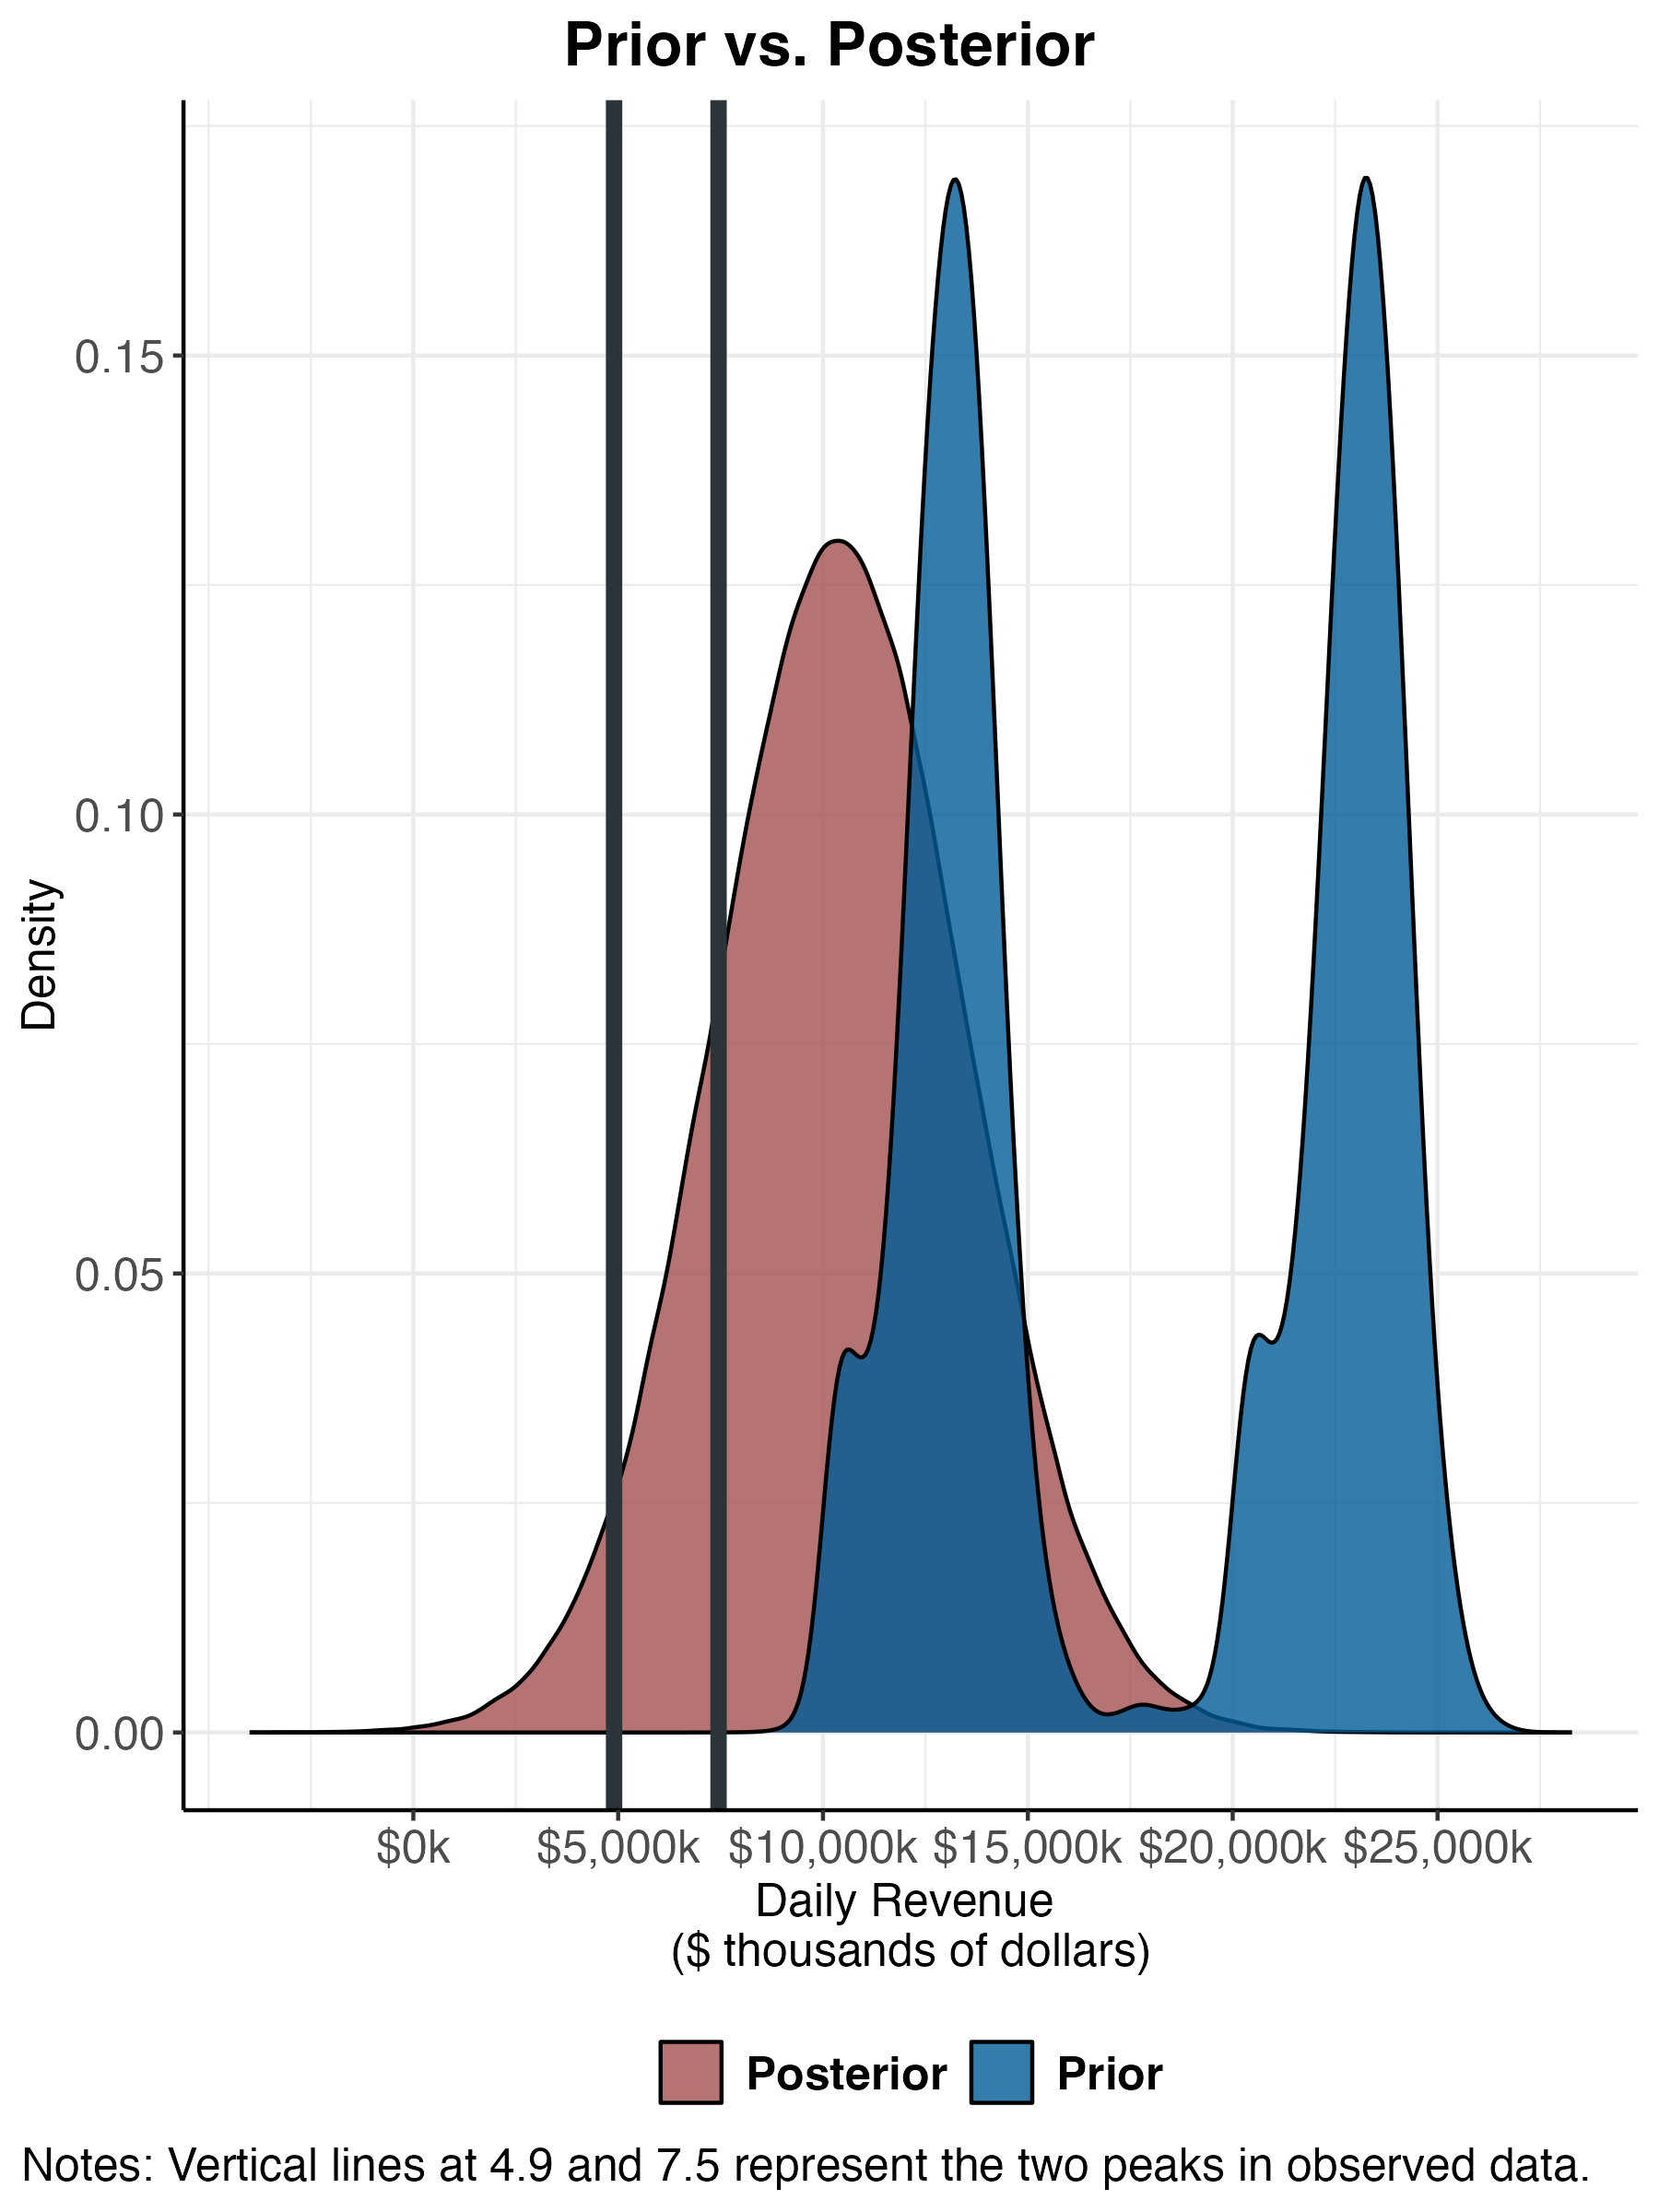 Prior vs. Posterior
0.15
0.10
0.05
0.00
Density
$0k $5,000k $10,000k $15,000k $20,000k $25,000k
Daily Revenue
($ thousands of dollars)
Posterior Prior
Notes: Vertical lines at 4.9 and 7.5 represent the two peaks in observed data.